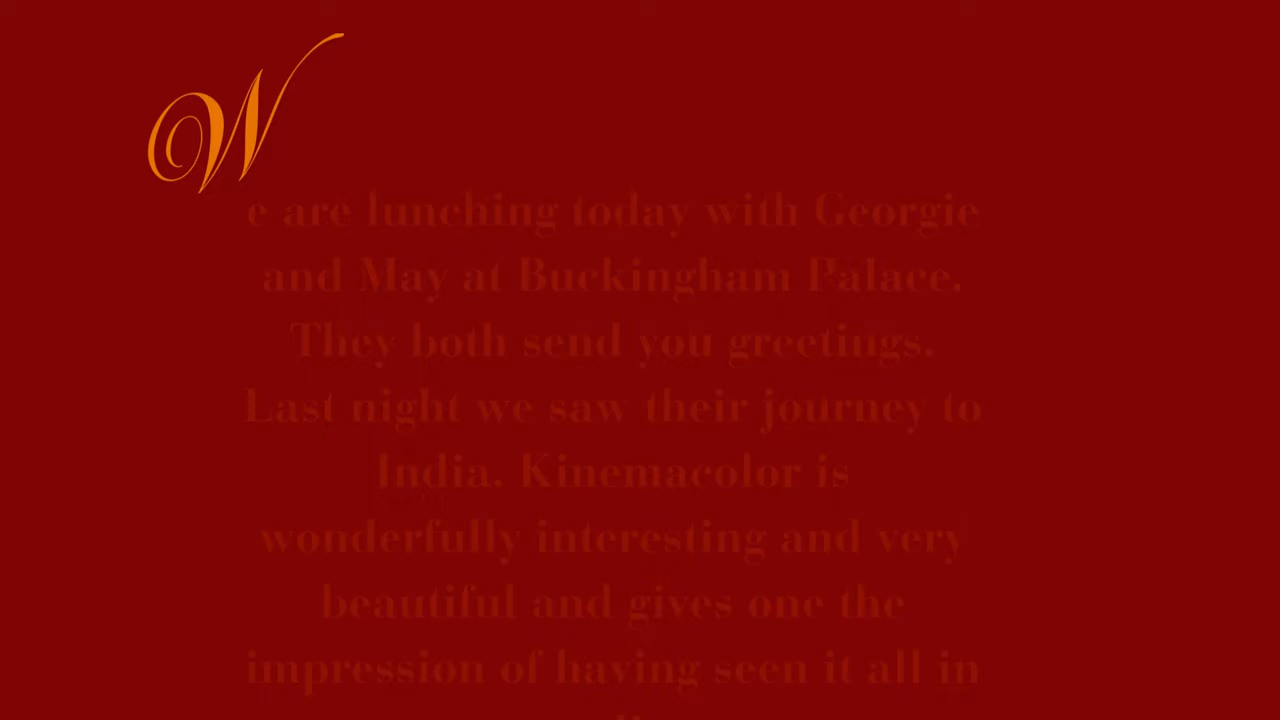 We are lunching today with Georgie
and May at Buckingham Palace.
They both send you greetings.
Last night we saw their journey to
India. Kinemacolor is
wonderfully interesting and very
beautiful and gives one the
impression of having seen it all in